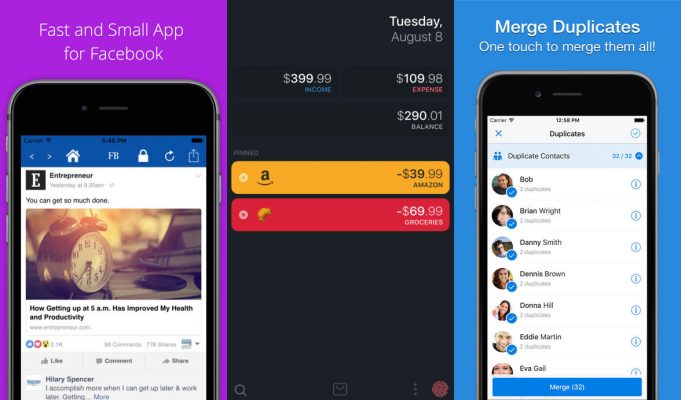 Fast and Small App
for Facebook
Carrier
5:45 PM
FB
E
Entrepreneur
Yesterday at 8:30am
You can get so much done.
How Getting up at 5 a.m. Has Improved My Health
and Productivity
www.entrepreneur.com
2.1K
98 Comments 778 Shares
Like
Comment
Share
Hilary Spencer
I accomplish more when I can get up later & work
later. Getting... More
Tuesday,
August 8
$399.99
INCOME
$109.98
EXPENSE
$290.01
BALANCE
PINNED
a
-$39.99
AMAZON
-$69.99
GROCERIES
Merge Duplicates
One touch to merge them all!
Carrier
12:58 PM
Duplicates
Duplicate Contacts
32 / 32
Bob
2 duplicates
Brian Wright
2 duplicates
Danny Smith
2 duplicates
Dennis Brown
2 duplicates
Donna Hill
2 duplicates
Eddie Martin
2 duplicates
Eva Gail
Merge (32)